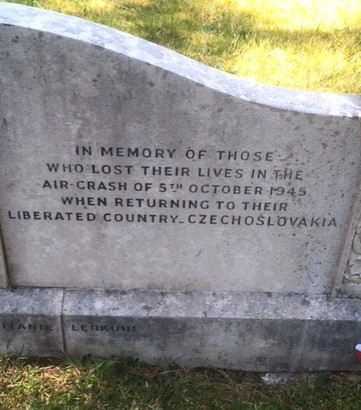 IN MEMORY OF THOSE
WHO LOST THEIR LIVES IN THE
AIR-CRASH OF 5TH OCTOBER 1945
WHEN RETURNING TO THEIR
LIBERATED COUNTRY_CZECHOSLOVAKIA